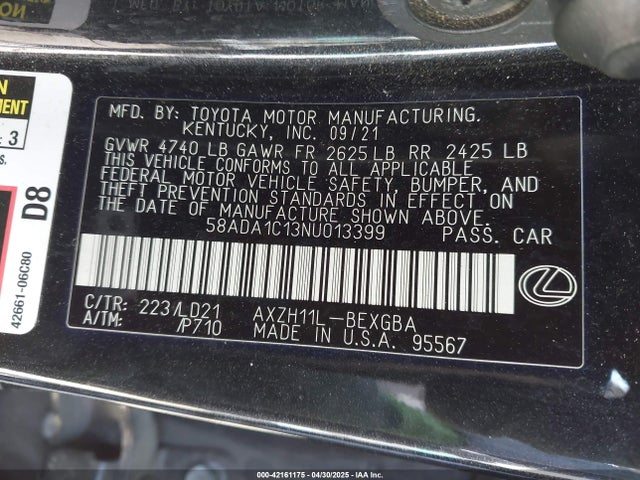 MFD. BY: TOYOTA MOTOR MANUFACTURING.
KENTUCKY, INC. 09/21
GVWR 4740 LB GAWR FR 2625 LB RR 2425 LB
THIS VEHICLE CONFORMS TO ALL APPLICABLE
FEDERAL MOTOR VEHICLE SAFETY, BUMPER, AND
THEFT PREVENTION STANDARDS IN EFFECT ON
THE DATE OF MANUFACTURE SHOWN ABOVE.
58ADA1C13NU013399 PASS. CAR
C/TR: 223/LD21 AXZH11L-BEXGBA
A/TM: /P710 MADE IN U.S.A. 95567
3
D8
42661-06C80
000-42161175 - 04/30/2025 - IAA Inc.